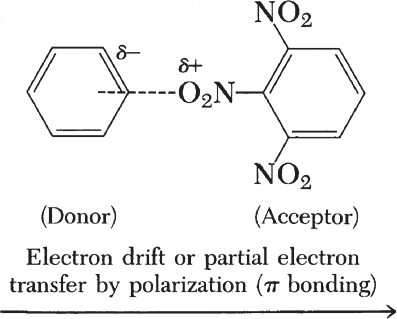 NO₂
δ–
δ+
O₂N
NO₂
(Donor)
(Acceptor)
Electron drift or partial electron
transfer by polarization (π bonding)